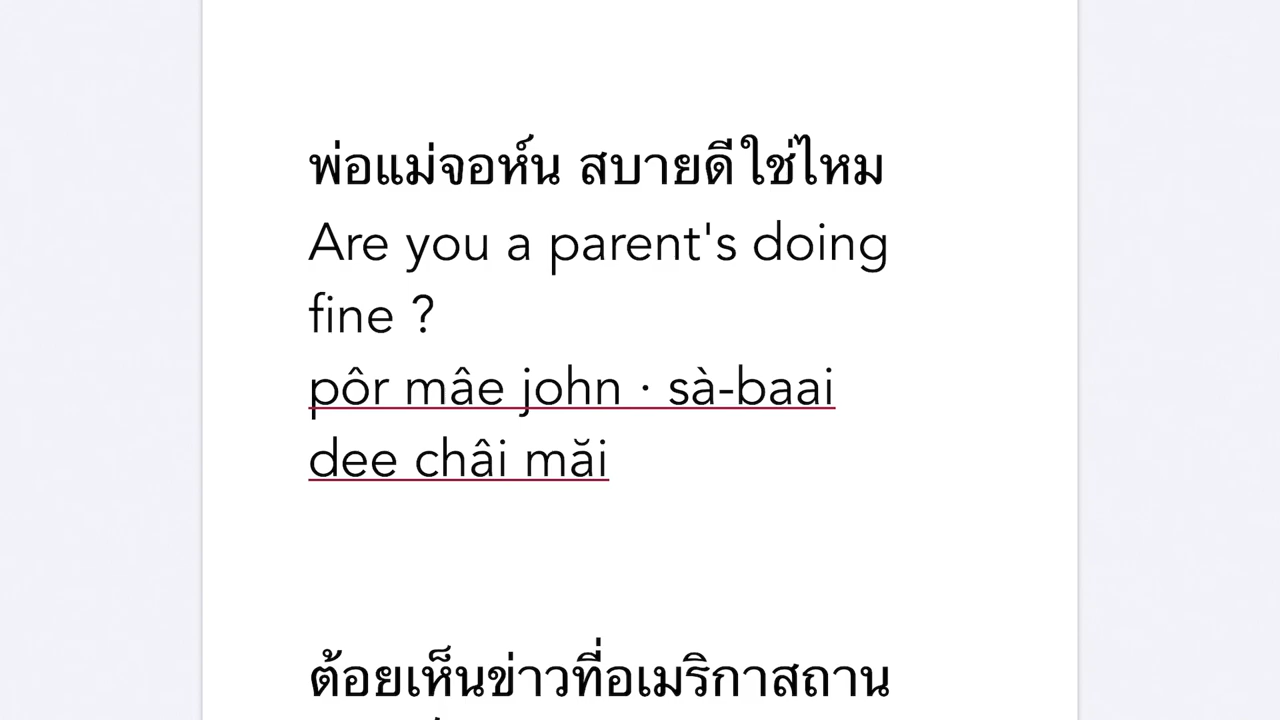 พ่อแม่จอห์น สบายดีใช่ไหม
Are you a parent's doing
fine ?
pôr mâe john · sà-baai
dee châi măi
ต้อยเห็นข่าวที่อเมริกาสถาน